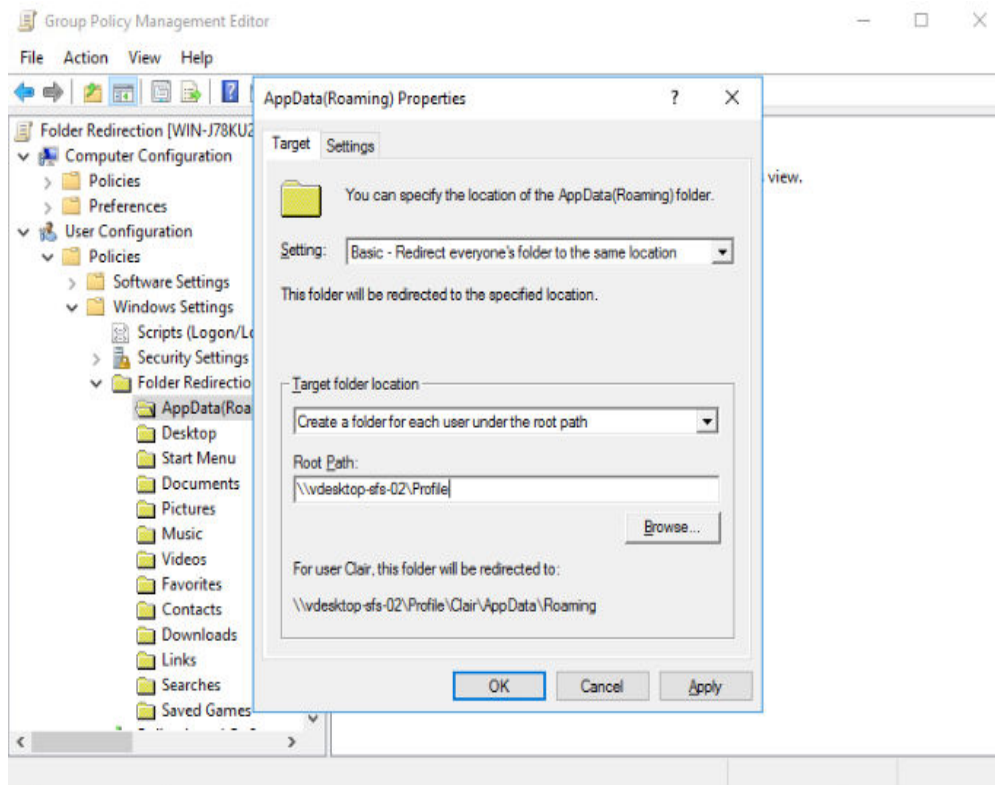 Group Policy Management Editor
File Action View Help
Folder Redirection [WIN-J78KU2
Computer Configuration
Policies
Preferences
User Configuration
Policies
Software Settings
Windows Settings
Scripts (Logon/Lo
Security Settings
Folder Redirectio
AppData(Roa
Desktop
Start Menu
Documents
Pictures
Music
Videos
Favorites
Contacts
Downloads
Links
Searches
Saved Games
AppData(Roaming) Properties
Target Settings
You can specify the location of the AppData(Roaming) folder.
Setting: Basic - Redirect everyone's folder to the same location
This folder will be redirected to the specified location.
Target folder location
Create a folder for each user under the root path
Root Path:
\\vdesktop-sfs-02\Profile
Browse...
For user Clair, this folder will be redirected to:
\\vdesktop-sfs-02\Profile\Clair\AppData\Roaming
OK Cancel Apply
view.